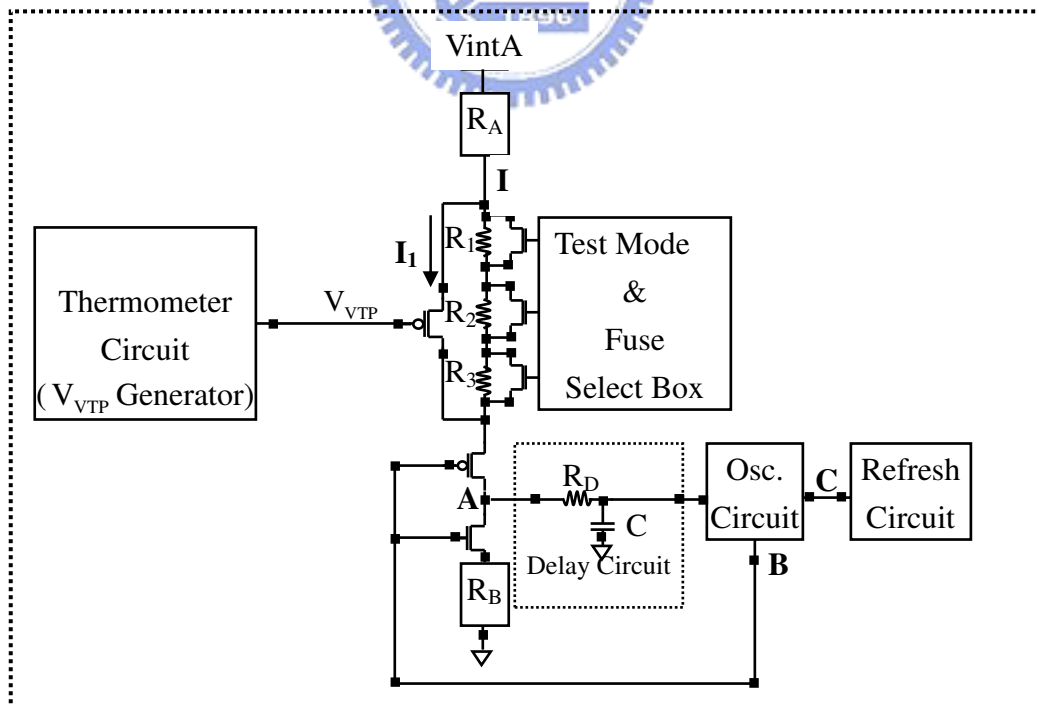 1896
VintA
R_A
I
I_1
R_1
R_2
R_3
Test Mode
&
Fuse
Select Box
Thermometer
Circuit
( V_VTP Generator)
V_VTP
A
R_D
C
Delay Circuit
Osc.
Circuit
C
Refresh
Circuit
B
R_B